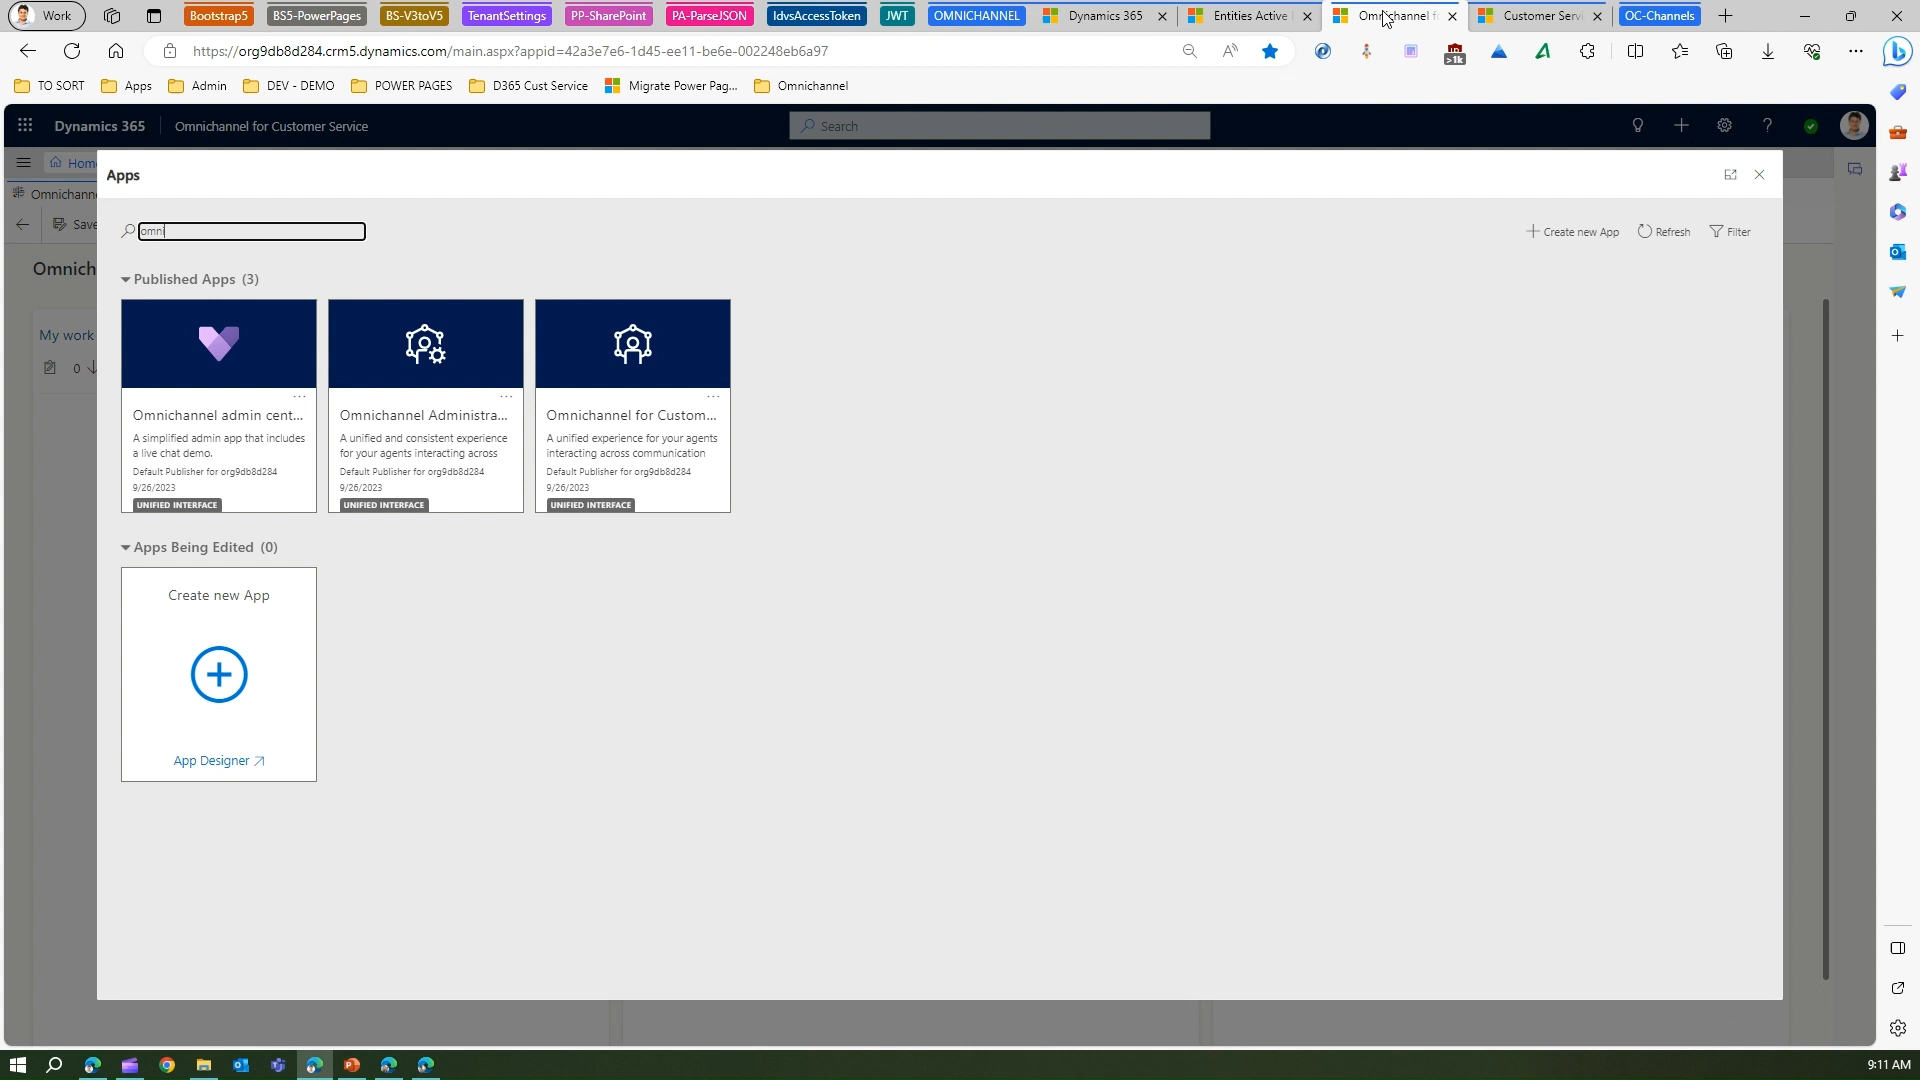 Work
Bootstrap5
BS5-PowerPages
BS-V3toV5
TenantSettings
PP-SharePoint
PA-ParseJSON
IdvsAccessToken
JWT
OMNICHANNEL
Dynamics 365
Entities Active
Customer Servi
OC-Channels
https://org9db8d284.crm5.dynamics.com/main.aspx?appid=42a3e7e6-1d45-ee11-be6e-002248eb6a97
>1k
TO SORT
Apps
Admin
DEV - DEMO
POWER PAGES
D365 Cust Service
Migrate Power Pag...
Omnichannel
Dynamics 365
Omnichannel for Customer Service
Search
Hom
Apps
Omnichann
Save
omni
Create new App
Refresh
Filter
Omnich
Published Apps (3)
My work
0
Omnichannel admin cent...
A simplified admin app that includes
a live chat demo.
Default Publisher for org9db8d284
9/26/2023
UNIFIED INTERFACE
Omnichannel Administra...
A unified and consistent experience
for your agents interacting across
Default Publisher for org9db8d284
9/26/2023
UNIFIED INTERFACE
Omnichannel for Custom...
A unified experience for your agents
interacting across communication
Default Publisher for org9db8d284
9/26/2023
UNIFIED INTERFACE
Apps Being Edited (0)
Create new App
App Designer
9:11 AM